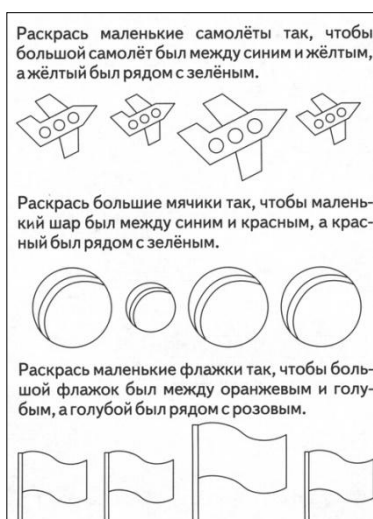 Раскрась маленькие самолёты так, чтобы
большой самолёт был между синим и жёлтым,
а жёлтый был рядом с зелёным.
Раскрась большие мячики так, чтобы малень-
кий шар был между синим и красным, а крас-
ный был рядом с зелёным.
Раскрась маленькие флажки так, чтобы боль-
шой флажок был между оранжевым и голу-
бым, а голубой был рядом с розовым.